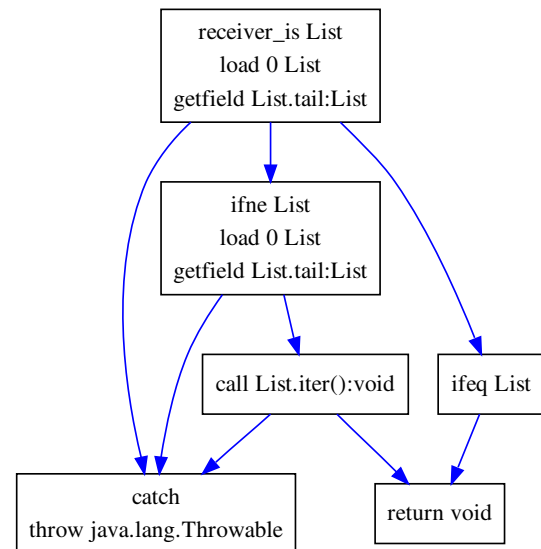 receiver_is List
load 0 List
getfield List.tail:List
ifne List
load 0 List
getfield List.tail:List
call List.iter():void
ifeq List
catch
throw java.lang.Throwable
return void